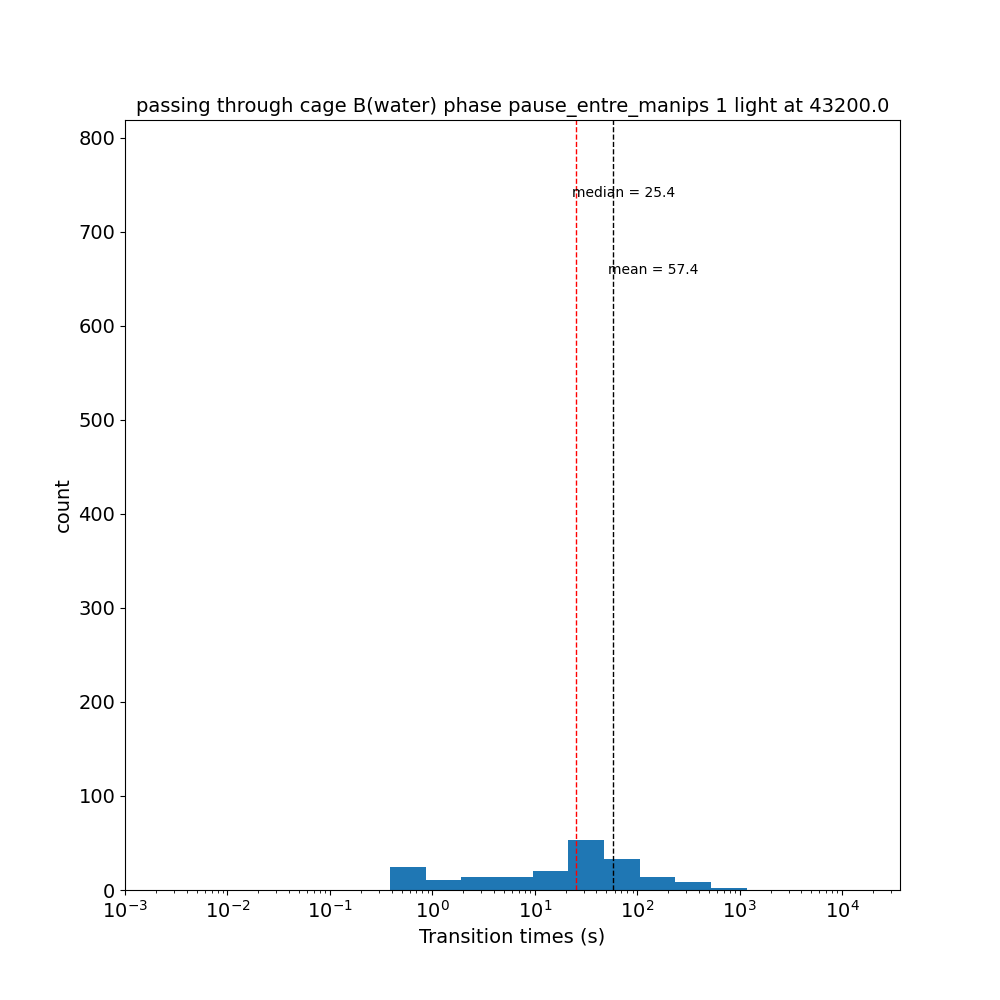 passing through cage B(water) phase pause_entre_manips 1 light at 43200.0
800
median = 25.4
700
mean = 57.4
600
500
count
400
300
200
100
0
10⁻³ 10⁻² 10⁻¹ 10⁰ 10¹ 10² 10³ 10⁴
Transition times (s)